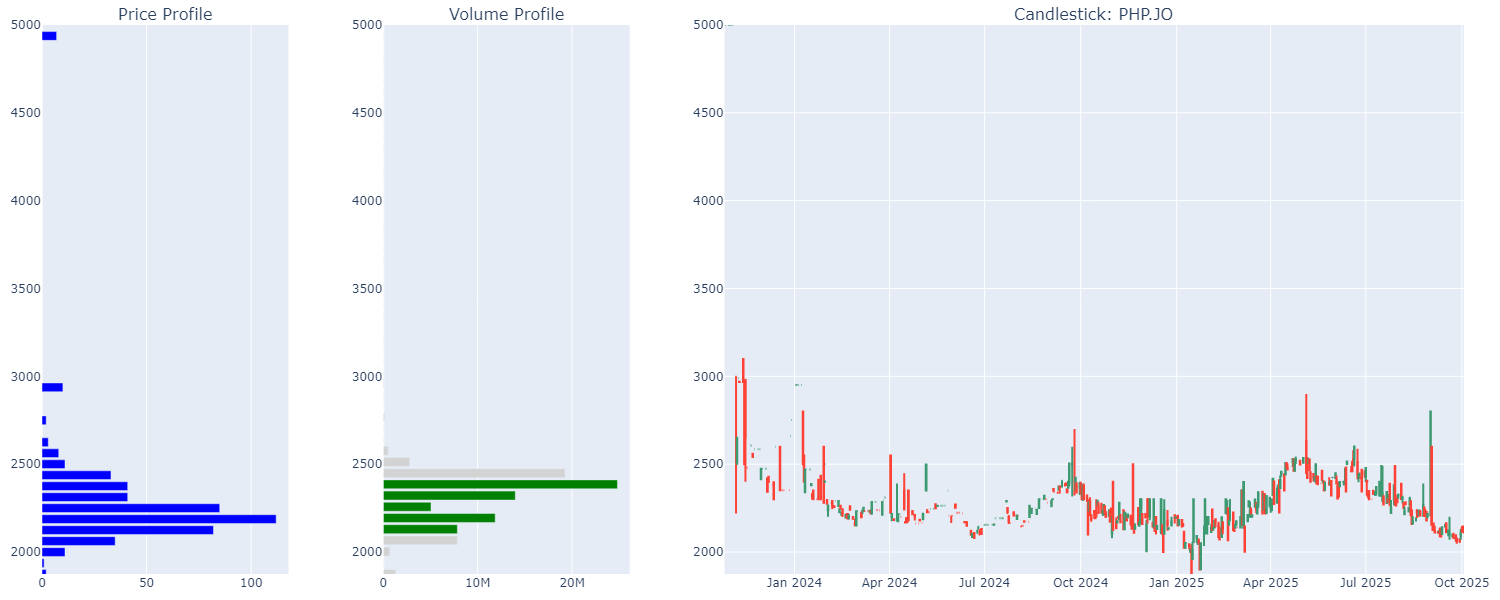 Price Profile
5000
4500
4000
3500
3000
2500
2000
0
50
100
Volume Profile
5000
4500
4000
3500
3000
2500
2000
0
10M
20M
Candlestick: PHP.JO
5000
4500
4000
3500
3000
2500
2000
Jan 2024
Apr 2024
Jul 2024
Oct 2024
Jan 2025
Apr 2025
Jul 2025
Oct 2025